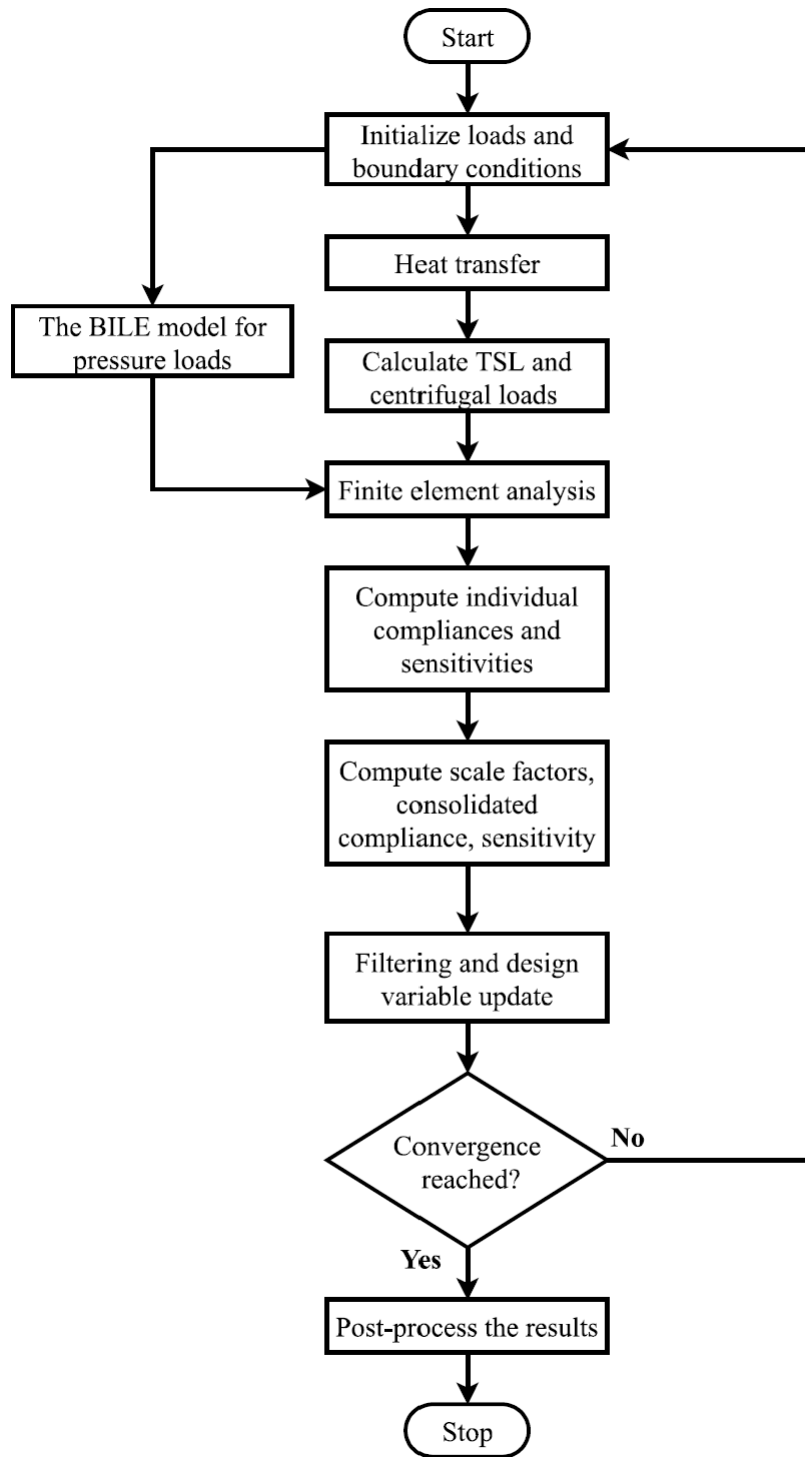 Start
Initialize loads and
boundary conditions
Heat transfer
The BILE model for
pressure loads
Calculate TSL and
centrifugal loads
Finite element analysis
Compute individual
compliances and
sensitivities
Compute scale factors,
consolidated
compliance, sensitivity
Filtering and design
variable update
Convergence
reached?
No
Yes
Post-process the results
Stop